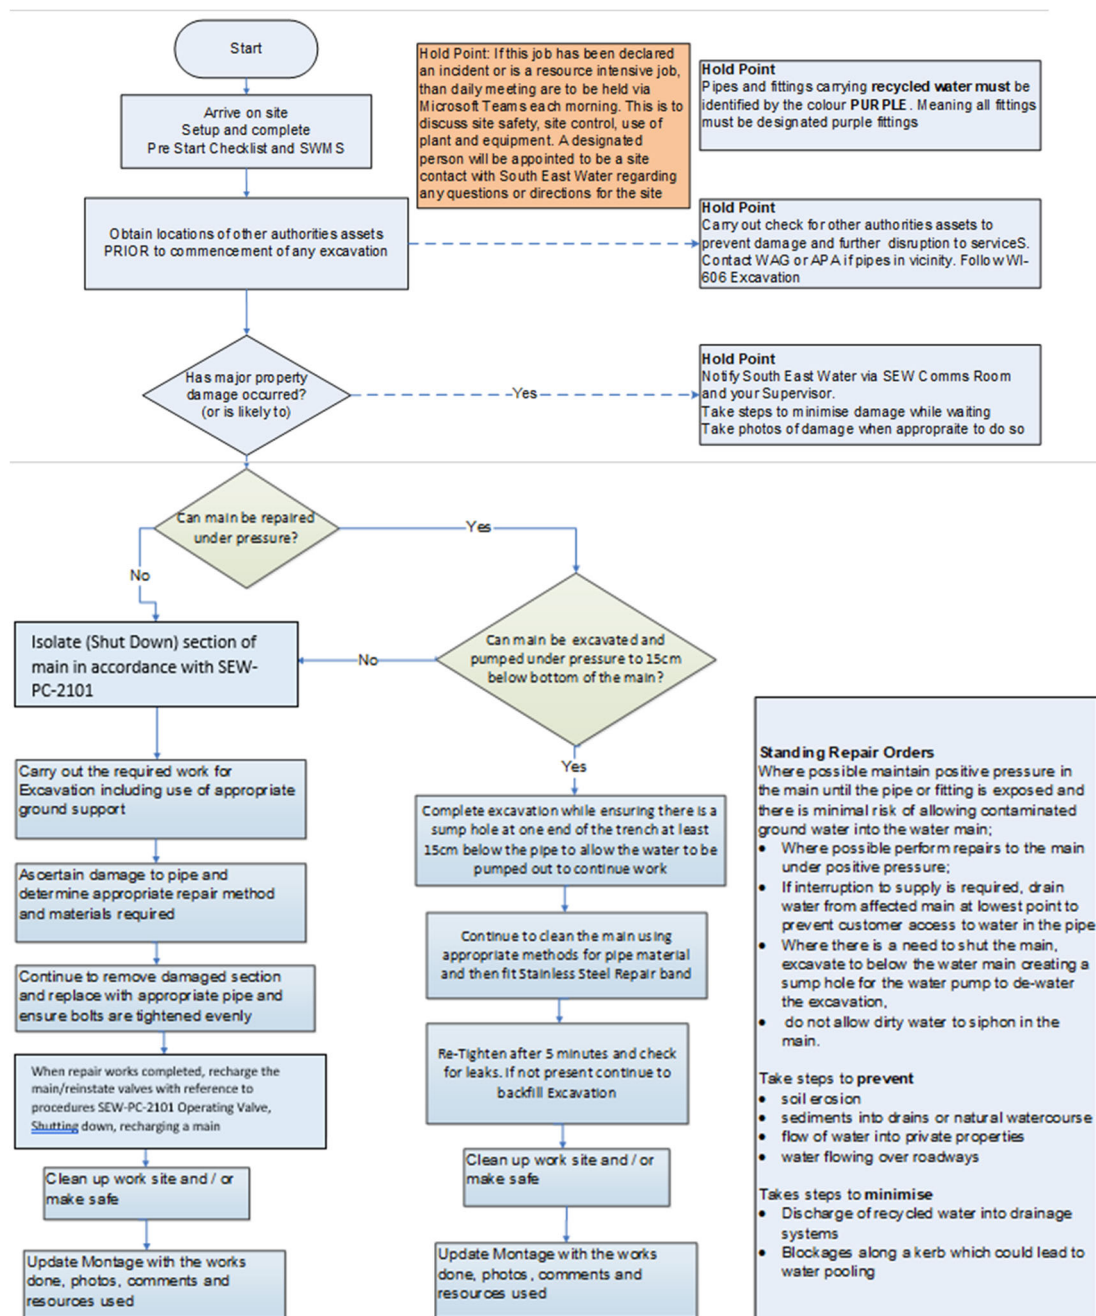 Start
Arrive on site
Setup and complete
Pre Start Checklist and SWMS
Hold Point: If this job has been declared
an incident or is a resource intensive job,
than daily meeting are to be held via
Microsoft Teams each morning. This is to
discuss site safety, site control, use of
plant and equipment. A designated
person will be appointed to be a site
contact with South East Water regarding
any questions or directions for the site
Hold Point
Pipes and fittings carrying recycled water must be
identified by the colour PURPLE . Meaning all fittings
must be designated purple fittings
Obtain locations of other authorities assets
PRIOR to commencement of any excavation
Hold Point
Carry out check for other authorities assets to
prevent damage and further disruption to serviceS.
Contact WAG or APA if pipes in vicinity. Follow WI-
606 Excavation
Has major property
damage occurred?
(or is likely to)
Yes
Hold Point
Notify South East Water via SEW Comms Room
and your Supervisor.
Take steps to minimise damage while waiting
Take photos of damage when appropraite to do so
Can main be repaired
under pressure?
Yes
No
Isolate (Shut Down) section of
main in accordance with SEW-
PC-2101
No
Can main be excavated and
pumped under pressure to 15cm
below bottom of the main?
Yes
Carry out the required work for
Excavation including use of appropriate
ground support
Ascertain damage to pipe and
determine appropriate repair method
and materials required
Continue to remove damaged section
and replace with appropriate pipe and
ensure bolts are tightened evenly
When repair works completed, recharge the
main/reinstate valves with reference to
procedures SEW-PC-2101 Operating Valve,
Shutting down, recharging a main
Clean up work site and / or
make safe
Update Montage with the works
done, photos, comments and
resources used
Complete excavation while ensuring there is a
sump hole at one end of the trench at least
15cm below the pipe to allow the water to be
pumped out to continue work
Continue to clean the main using
appropriate methods for pipe material
and then fit Stainless Steel Repair band
Re-Tighten after 5 minutes and check
for leaks. If not present continue to
backfill Excavation
Clean up work site and / or
make safe
Update Montage with the works
done, photos, comments and
resources used
Standing Repair Orders
Where possible maintain positive pressure in
the main until the pipe or fitting is exposed and
there is minimal risk of allowing contaminated
ground water into the water main;
• Where possible perform repairs to the main
under positive pressure;
• If interruption to supply is required, drain
water from affected main at lowest point to
prevent customer access to water in the pipe
• Where there is a need to shut the main,
excavate to below the water main creating a
sump hole for the water pump to de-water
the excavation,
• do not allow dirty water to siphon in the
main.
Take steps to prevent
• soil erosion
• sediments into drains or natural watercourse
• flow of water into private properties
• water flowing over roadways
Takes steps to minimise
• Discharge of recycled water into drainage
systems
• Blockages along a kerb which could lead to
water pooling